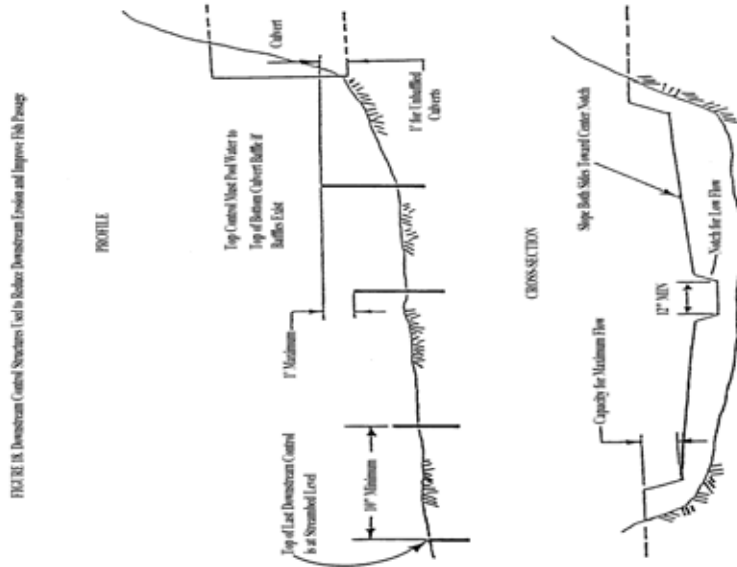 FIGURE 18. Downstream Control Structures Used to Reduce Downstream Erosion and Improve Fish Passage
PROFILE
Top of Last Downstream Control
is at Streambed Level
10' Minimum
1' Maximum
Top Control Must Pool Water to
Top of Bottom Culvert Baffle if
Baffles Exist
Culvert
1' for Unbaffled
Culverts
CROSS-SECTION
Capacity for Maximum Flow
12" MIN
Notch for Low Flow
Slope Both Sides Toward Center Notch